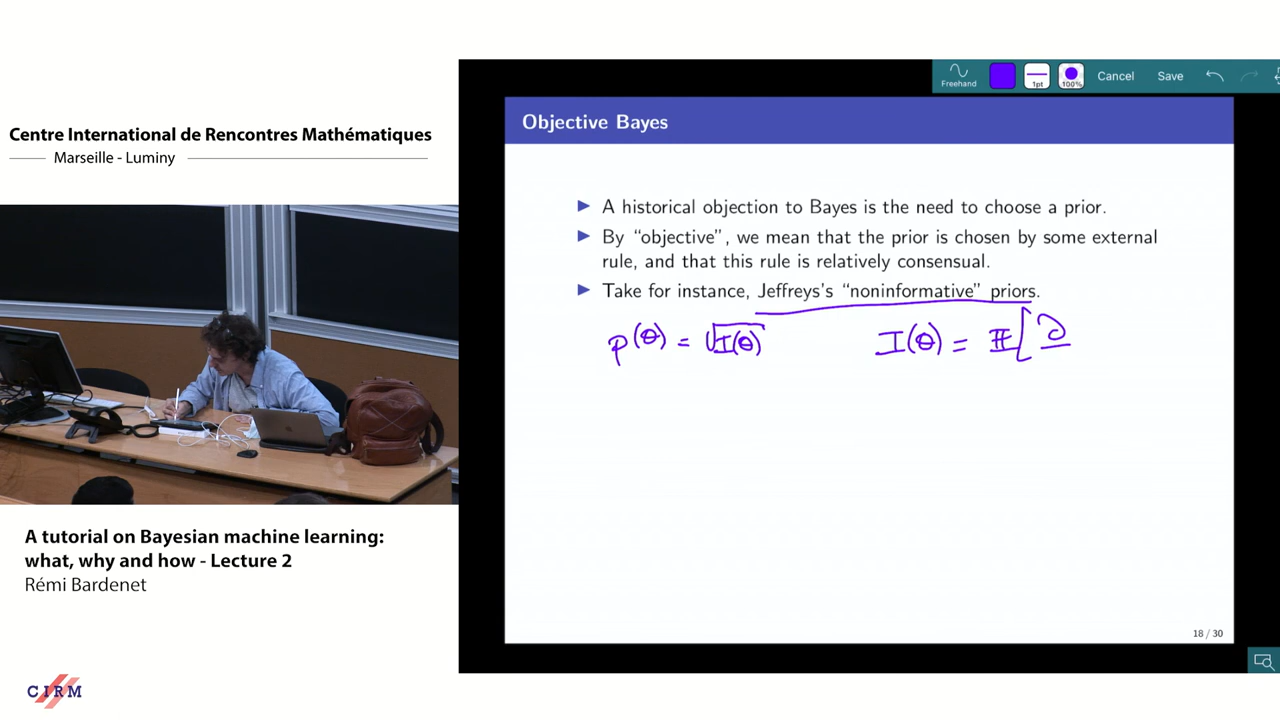 Centre International de Rencontres Mathématiques
Marseille - Luminy
Freehand
1pt
100%
Cancel
Save
Objective Bayes
A historical objection to Bayes is the need to choose a prior.
By “objective”, we mean that the prior is chosen by some external
rule, and that this rule is relatively consensual.
Take for instance, Jeffreys's “noninformative” priors.
p(θ) = √I(θ) I(θ) = 𝔼[∂
18 / 30
A tutorial on Bayesian machine learning:
what, why and how - Lecture 2
Rémi Bardenet
CIRM